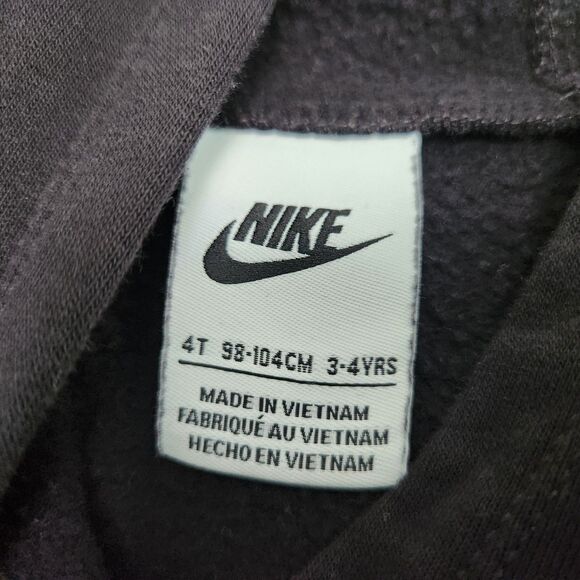 NIKE
4T 98-104CM 3-4YRS
MADE IN VIETNAM
FABRIQUÉ AU VIETNAM
HECHO EN VIETNAM